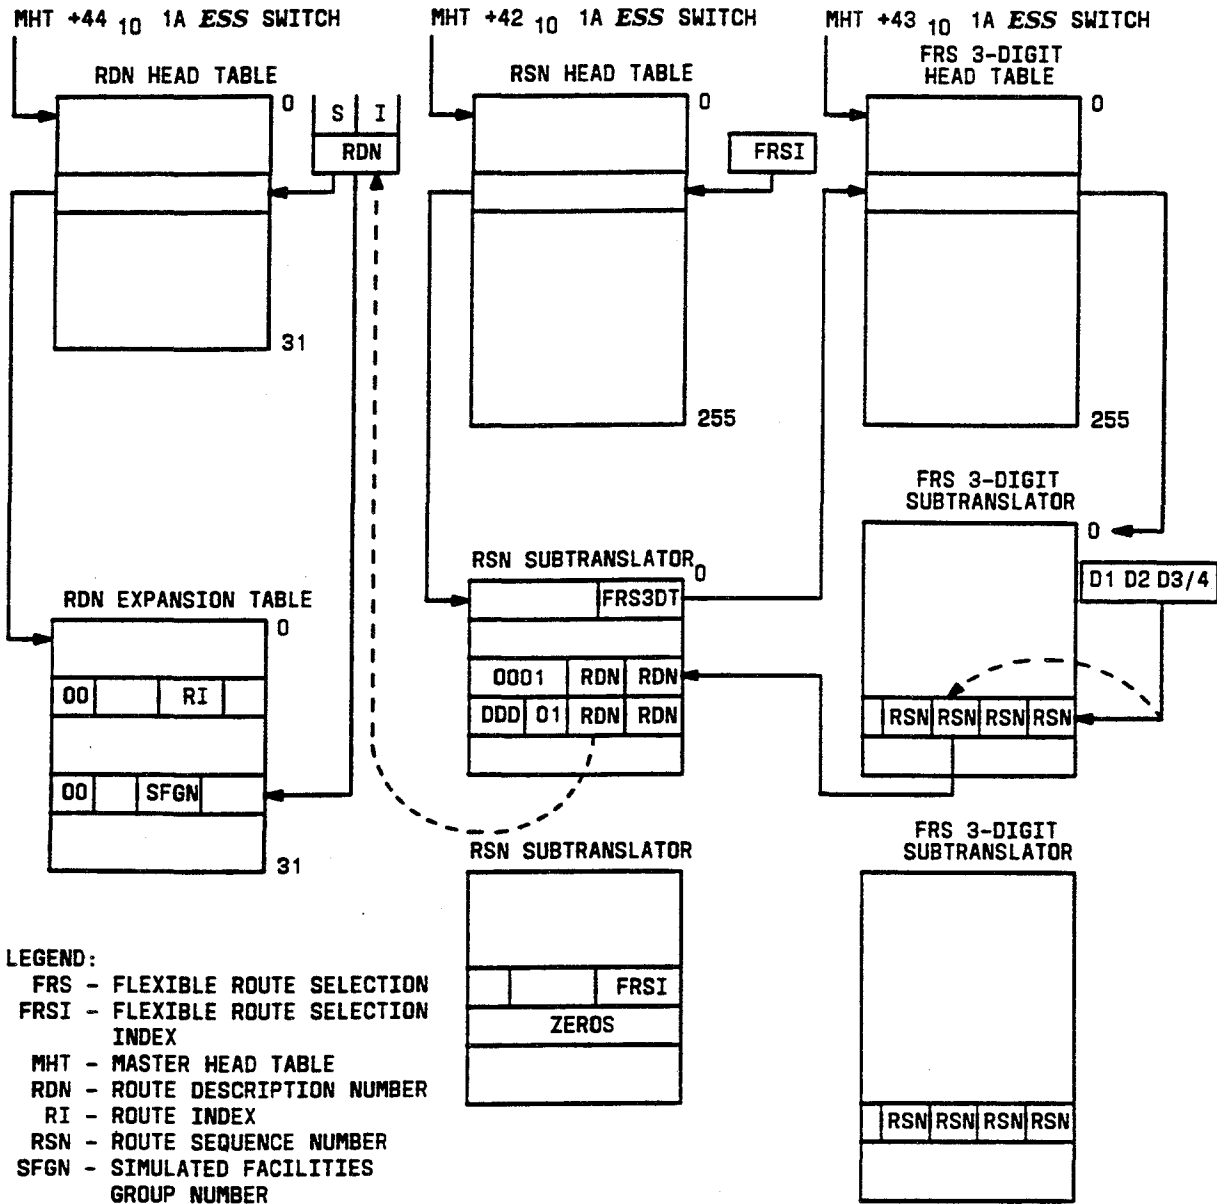 MHT +44 10 1A ESS SWITCH
RDN HEAD TABLE
0
S I
RDN
31
RDN EXPANSION TABLE
0
00 RI
00 SFGN
31
MHT +42 10 1A ESS SWITCH
RSN HEAD TABLE
0
FRSI
255
RSN SUBTRANSLATOR
0
FRS3DT
0001 RDN RDN
DDD 01 RDN RDN
RSN SUBTRANSLATOR
FRSI
ZEROS
MHT +43 10 1A ESS SWITCH
FRS 3-DIGIT
HEAD TABLE
0
255
FRS 3-DIGIT
SUBTRANSLATOR
0
D1 D2 D3/4
RSN RSN RSN RSN
FRS 3-DIGIT
SUBTRANSLATOR
RSN RSN RSN RSN
LEGEND:
FRS - FLEXIBLE ROUTE SELECTION
FRSI - FLEXIBLE ROUTE SELECTION
INDEX
MHT - MASTER HEAD TABLE
RDN - ROUTE DESCRIPTION NUMBER
RI - ROUTE INDEX
RSN - ROUTE SEQUENCE NUMBER
SFGN - SIMULATED FACILITIES
GROUP NUMBER